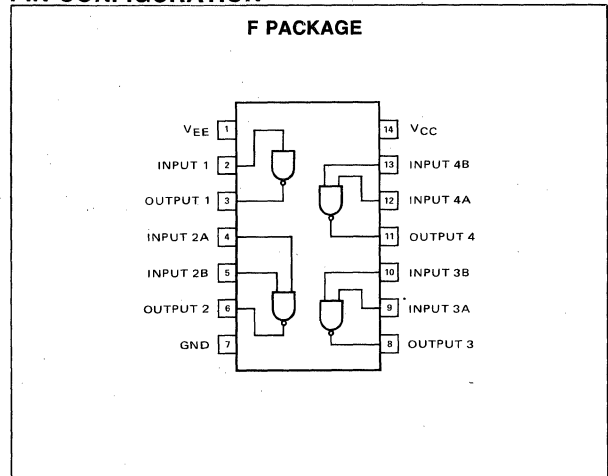 F PACKAGE
VEE 1
INPUT 1 2
OUTPUT 1 3
INPUT 2A 4
INPUT 2B 5
OUTPUT 2 6
GND 7
14 VCC
13 INPUT 4B
12 INPUT 4A
11 OUTPUT 4
10 INPUT 3B
9 INPUT 3A
8 OUTPUT 3